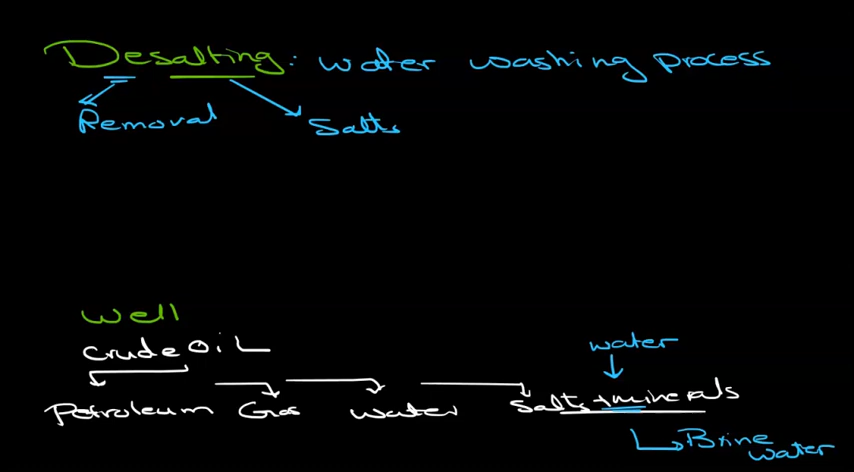 Desalting: water washing process
Removal Salts
Well
Crude Oil
water
Petroleum Gas water Salts + minerals
Brine
water